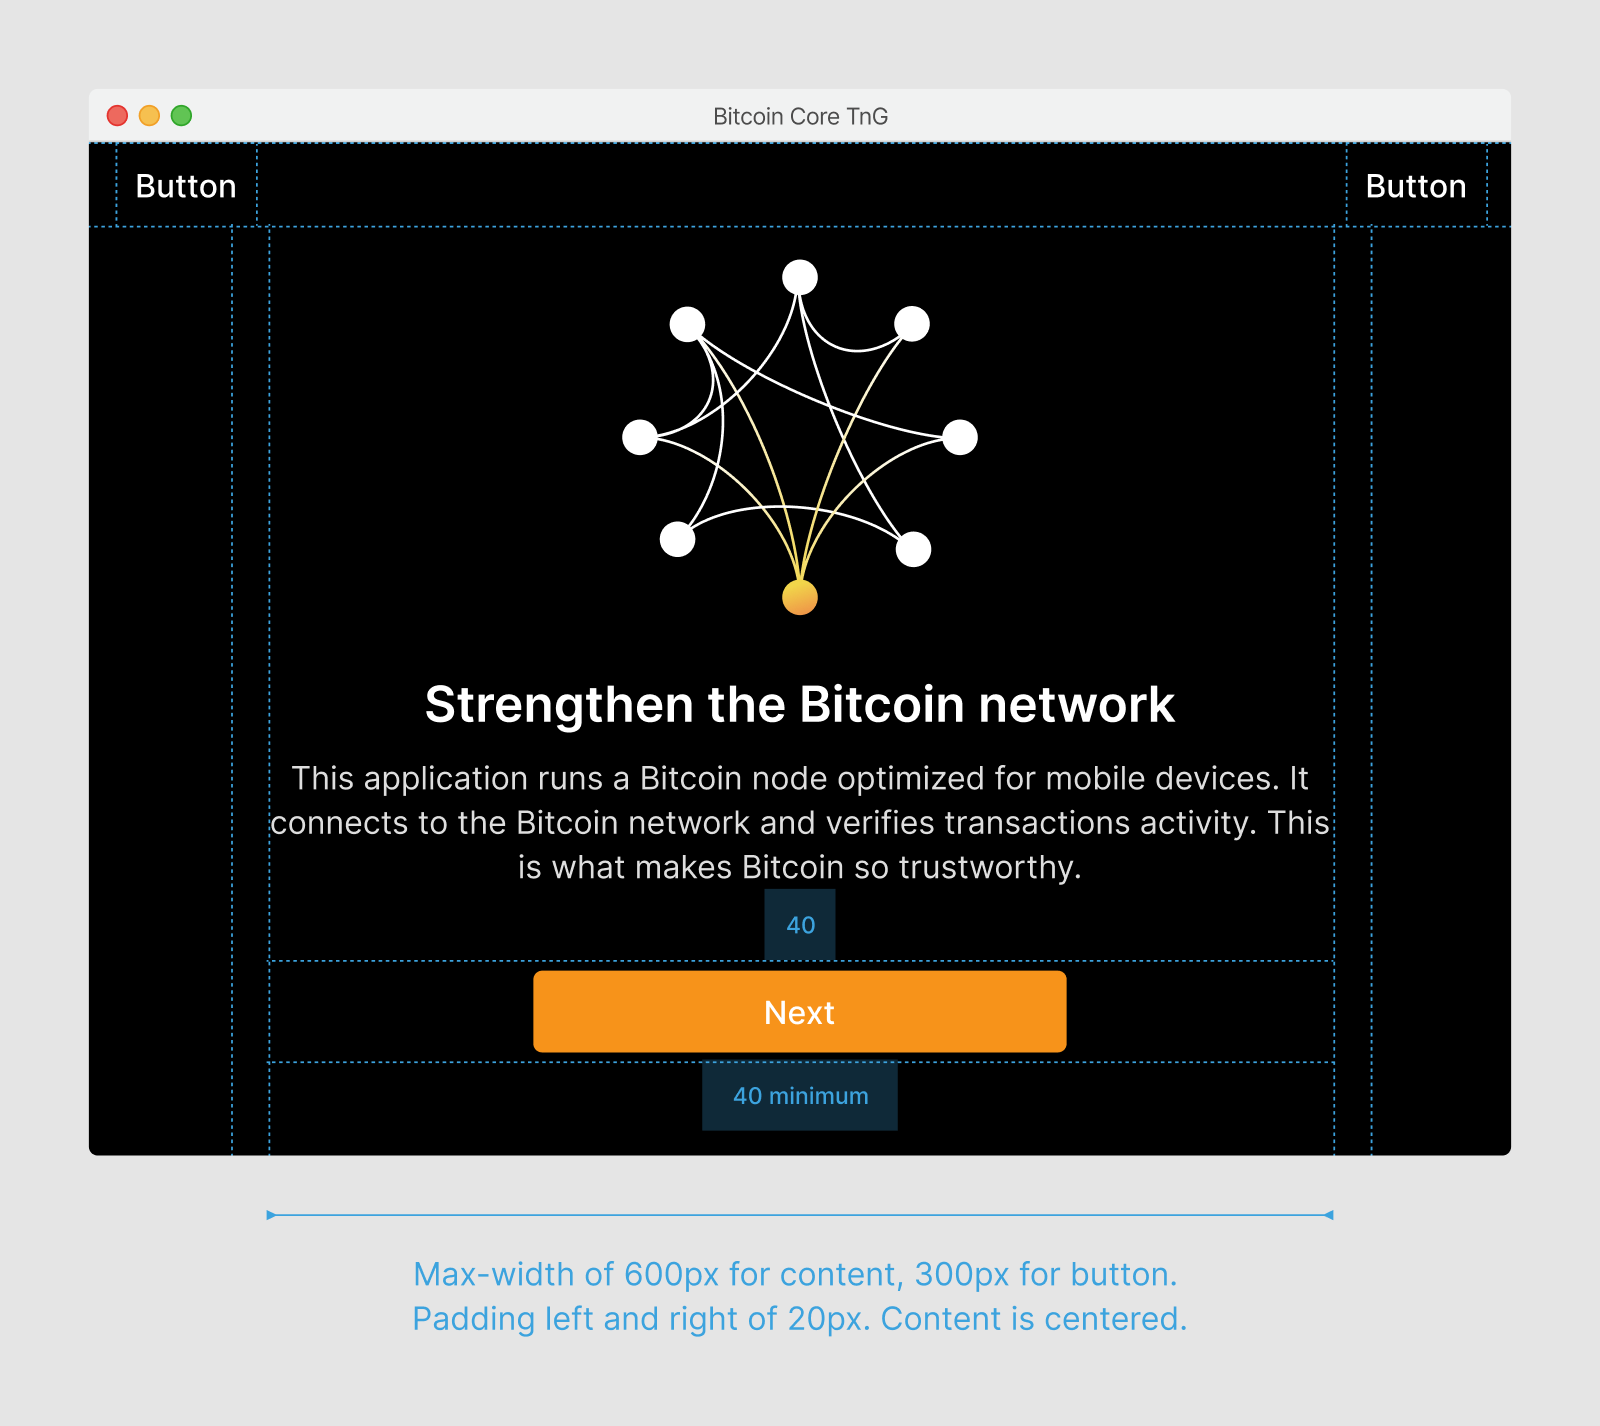 Bitcoin Core TnG
Button
Button
Strengthen the Bitcoin network
This application runs a Bitcoin node optimized for mobile devices. It
connects to the Bitcoin network and verifies transactions activity. This
is what makes Bitcoin so trustworthy.
40
Next
40 minimum
Max-width of 600px for content, 300px for button.
Padding left and right of 20px. Content is centered.